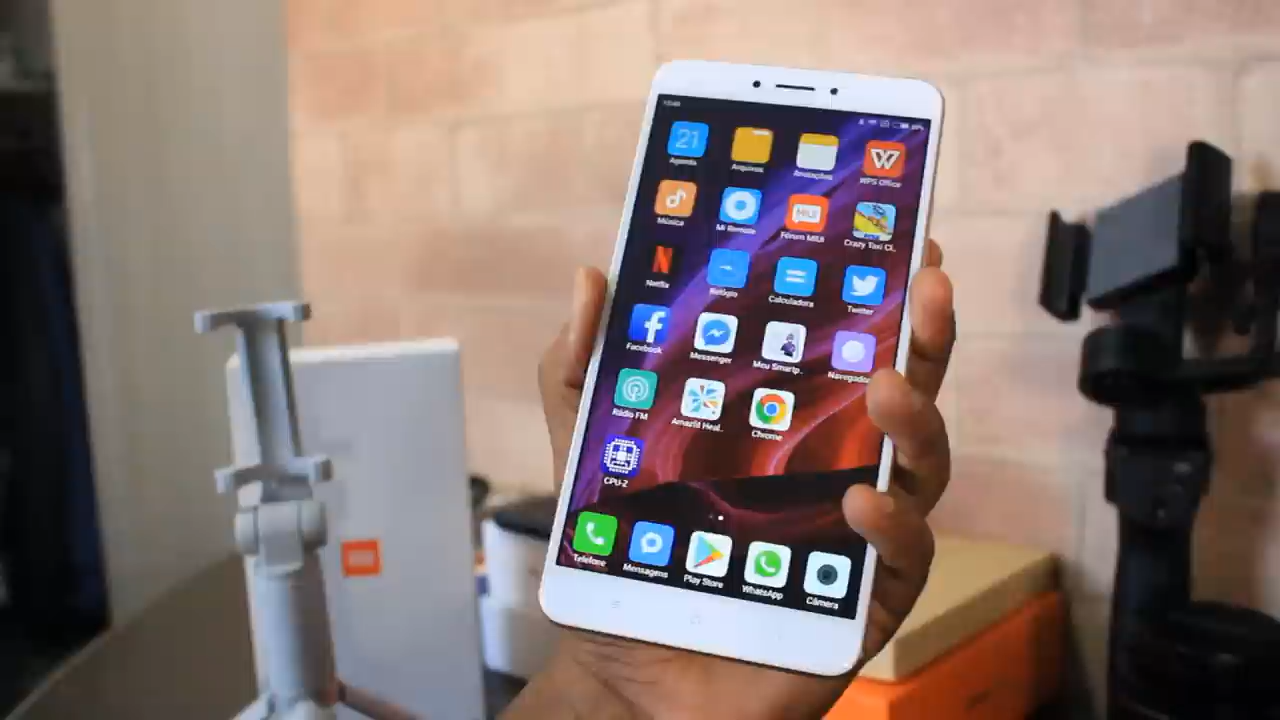 21
Agenda
Arquivos
Anotações
WPS Office
Música
Mi Remote
MIUI
Fórum MIUI
Crazy Taxi Cl..
Netflix
Relógio
Calculadora
Twitter
Facebook
Messenger
Meu Smartp..
Navegador
Rádio FM
Amazfit Heal..
Chrome
CPU-Z
Telefone
Mensagens
Play Store
WhatsApp
Câmera